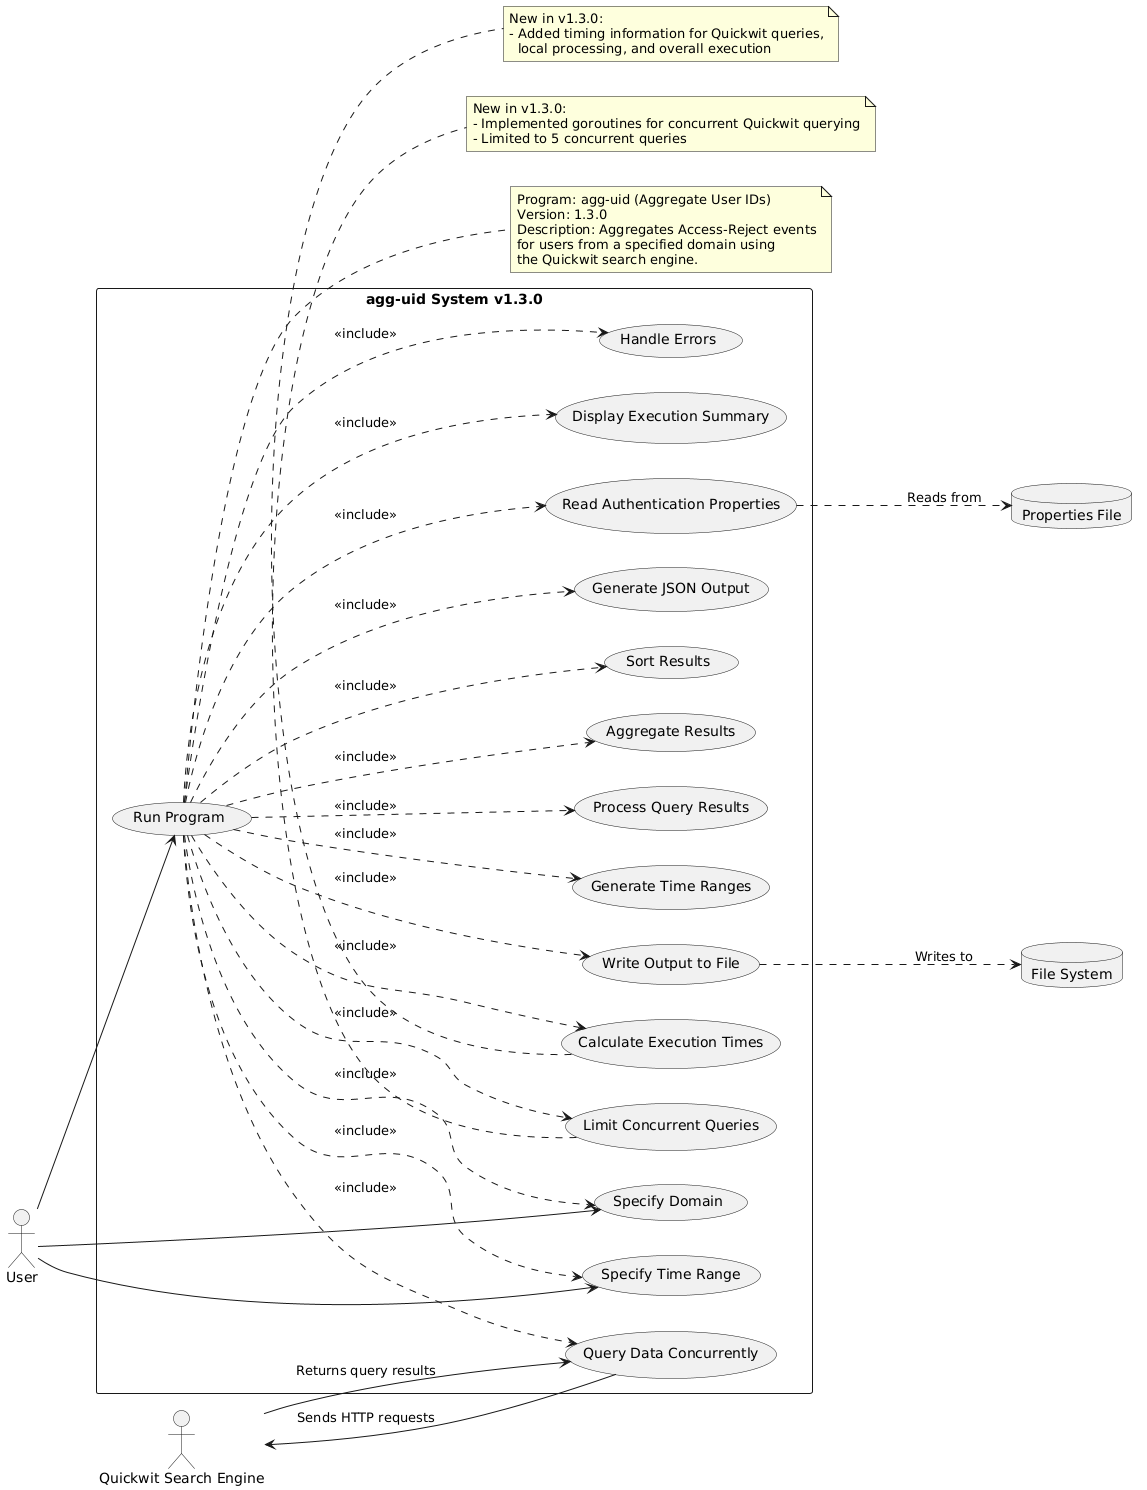 New in v1.3.0:
- Added timing information for Quickwit queries,
local processing, and overall execution
New in v1.3.0:
- Implemented goroutines for concurrent Quickwit querying
- Limited to 5 concurrent queries
Program: agg-uid (Aggregate User IDs)
Version: 1.3.0
Description: Aggregates Access-Reject events
for users from a specified domain using
the Quickwit search engine.
agg-uid System v1.3.0
«include»
Handle Errors
«include»
Display Execution Summary
«include»
Read Authentication Properties
Reads from
Properties File
«include»
Generate JSON Output
«include»
Sort Results
«include»
Aggregate Results
Run Program
«include»
Process Query Results
«include»
Generate Time Ranges
«include»
Write Output to File
Writes to
File System
«include»
Calculate Execution Times
«include»
Limit Concurrent Queries
«include»
Specify Domain
«include»
Specify Time Range
«include»
Query Data Concurrently
User
Returns query results
Sends HTTP requests
Quickwit Search Engine